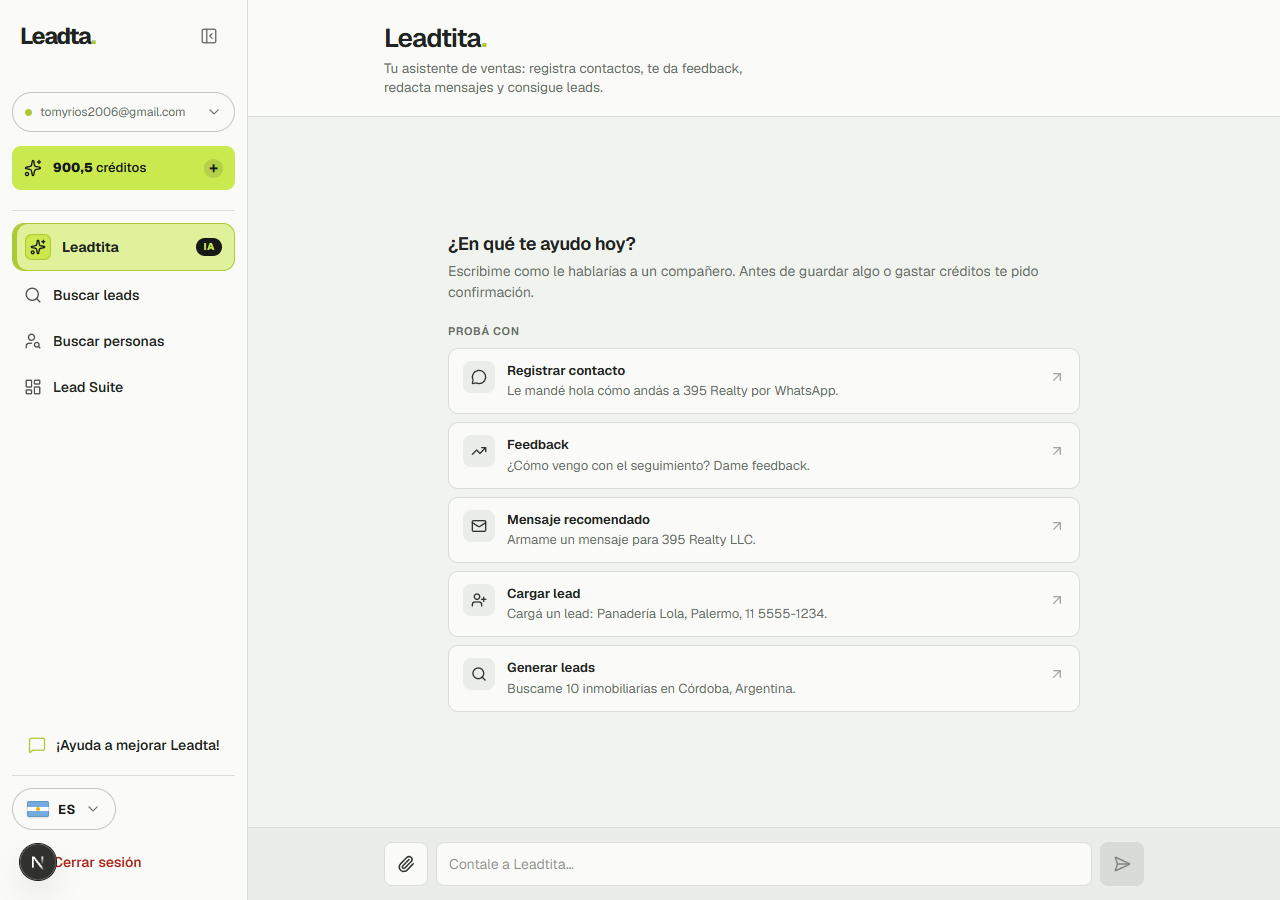 Leadta.
tomyrios2006@gmail.com
900,5 créditos
+
Leadtita
IA
Buscar leads
Buscar personas
Lead Suite
¡Ayuda a mejorar Leadta!
ES
N
Cerrar sesión
Leadtita.
Tu asistente de ventas: registra contactos, te da feedback,
redacta mensajes y consigue leads.
¿En qué te ayudo hoy?
Escribime como le hablarías a un compañero. Antes de guardar algo o gastar créditos te pido
confirmación.
PROBÁ CON
Registrar contacto
Le mandé hola cómo andás a 395 Realty por WhatsApp.
Feedback
¿Cómo vengo con el seguimiento? Dame feedback.
Mensaje recomendado
Armame un mensaje para 395 Realty LLC.
Cargar lead
Cargá un lead: Panadería Lola, Palermo, 11 5555-1234.
Generar leads
Buscame 10 inmobiliarias en Córdoba, Argentina.
Contale a Leadtita...